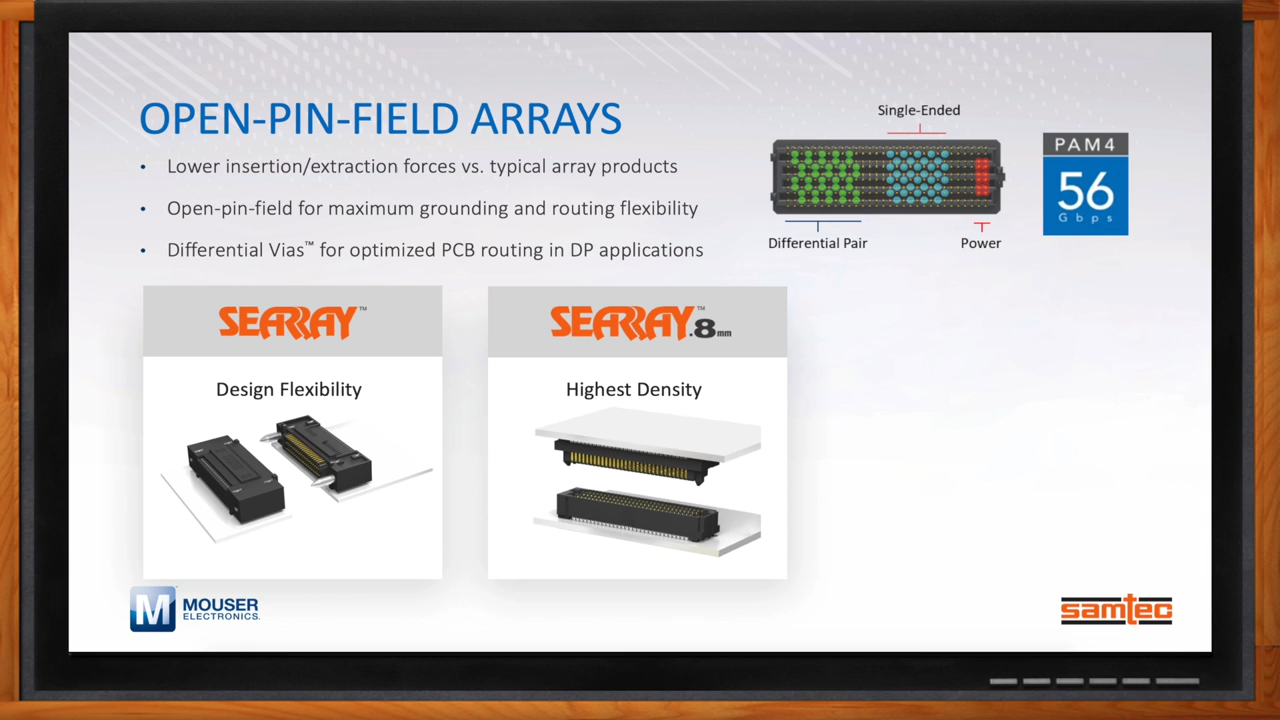 OPEN-PIN-FIELD ARRAYS
• Lower insertion/extraction forces vs. typical array products
• Open-pin-field for maximum grounding and routing flexibility
• Differential Vias™ for optimized PCB routing in DP applications
Single-Ended
Differential Pair
Power
PAM4
56
Gbps
SEARRAY™
Design Flexibility
SEARRAY™.8mm
Highest Density
M MOUSER
ELECTRONICS.
samtec